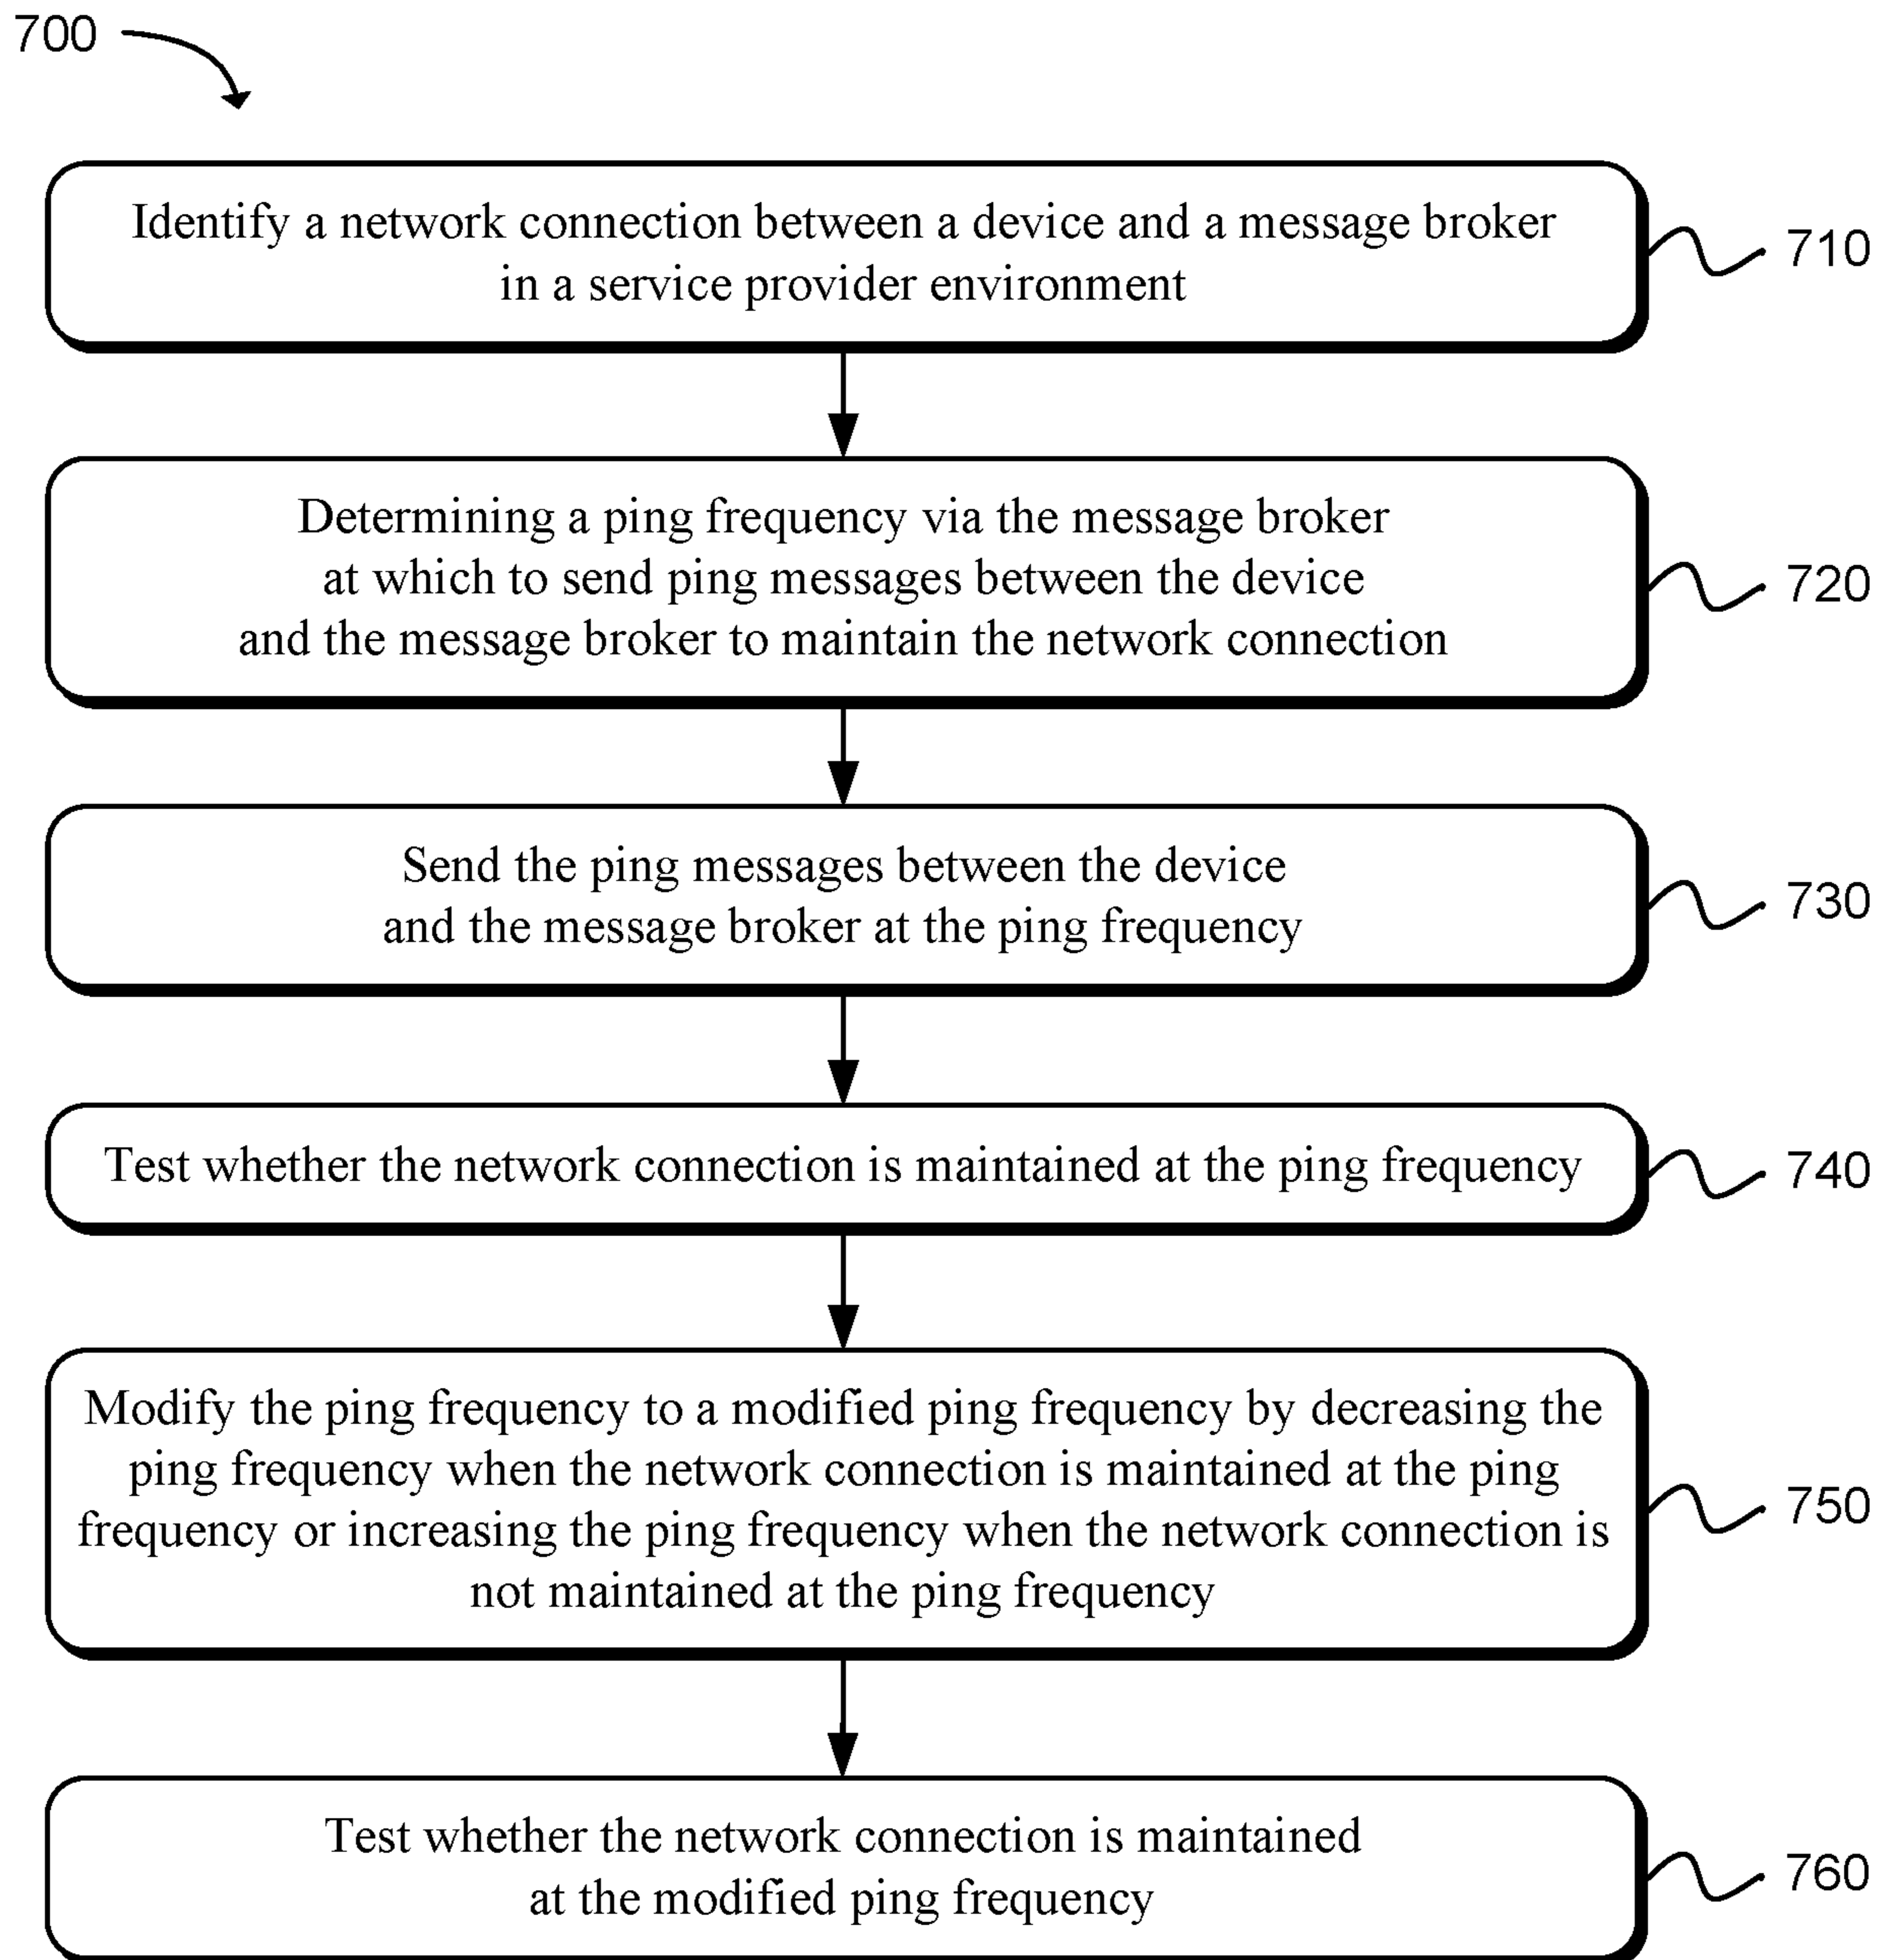 700
Identify a network connection between a device and a message broker
in a service provider environment
710
Determining a ping frequency via the message broker
at which to send ping messages between the device
and the message broker to maintain the network connection
720
Send the ping messages between the device
and the message broker at the ping frequency
730
Test whether the network connection is maintained at the ping frequency
740
Modify the ping frequency to a modified ping frequency by decreasing the
ping frequency when the network connection is maintained at the ping
frequency or increasing the ping frequency when the network connection is
not maintained at the ping frequency
750
Test whether the network connection is maintained
at the modified ping frequency
760